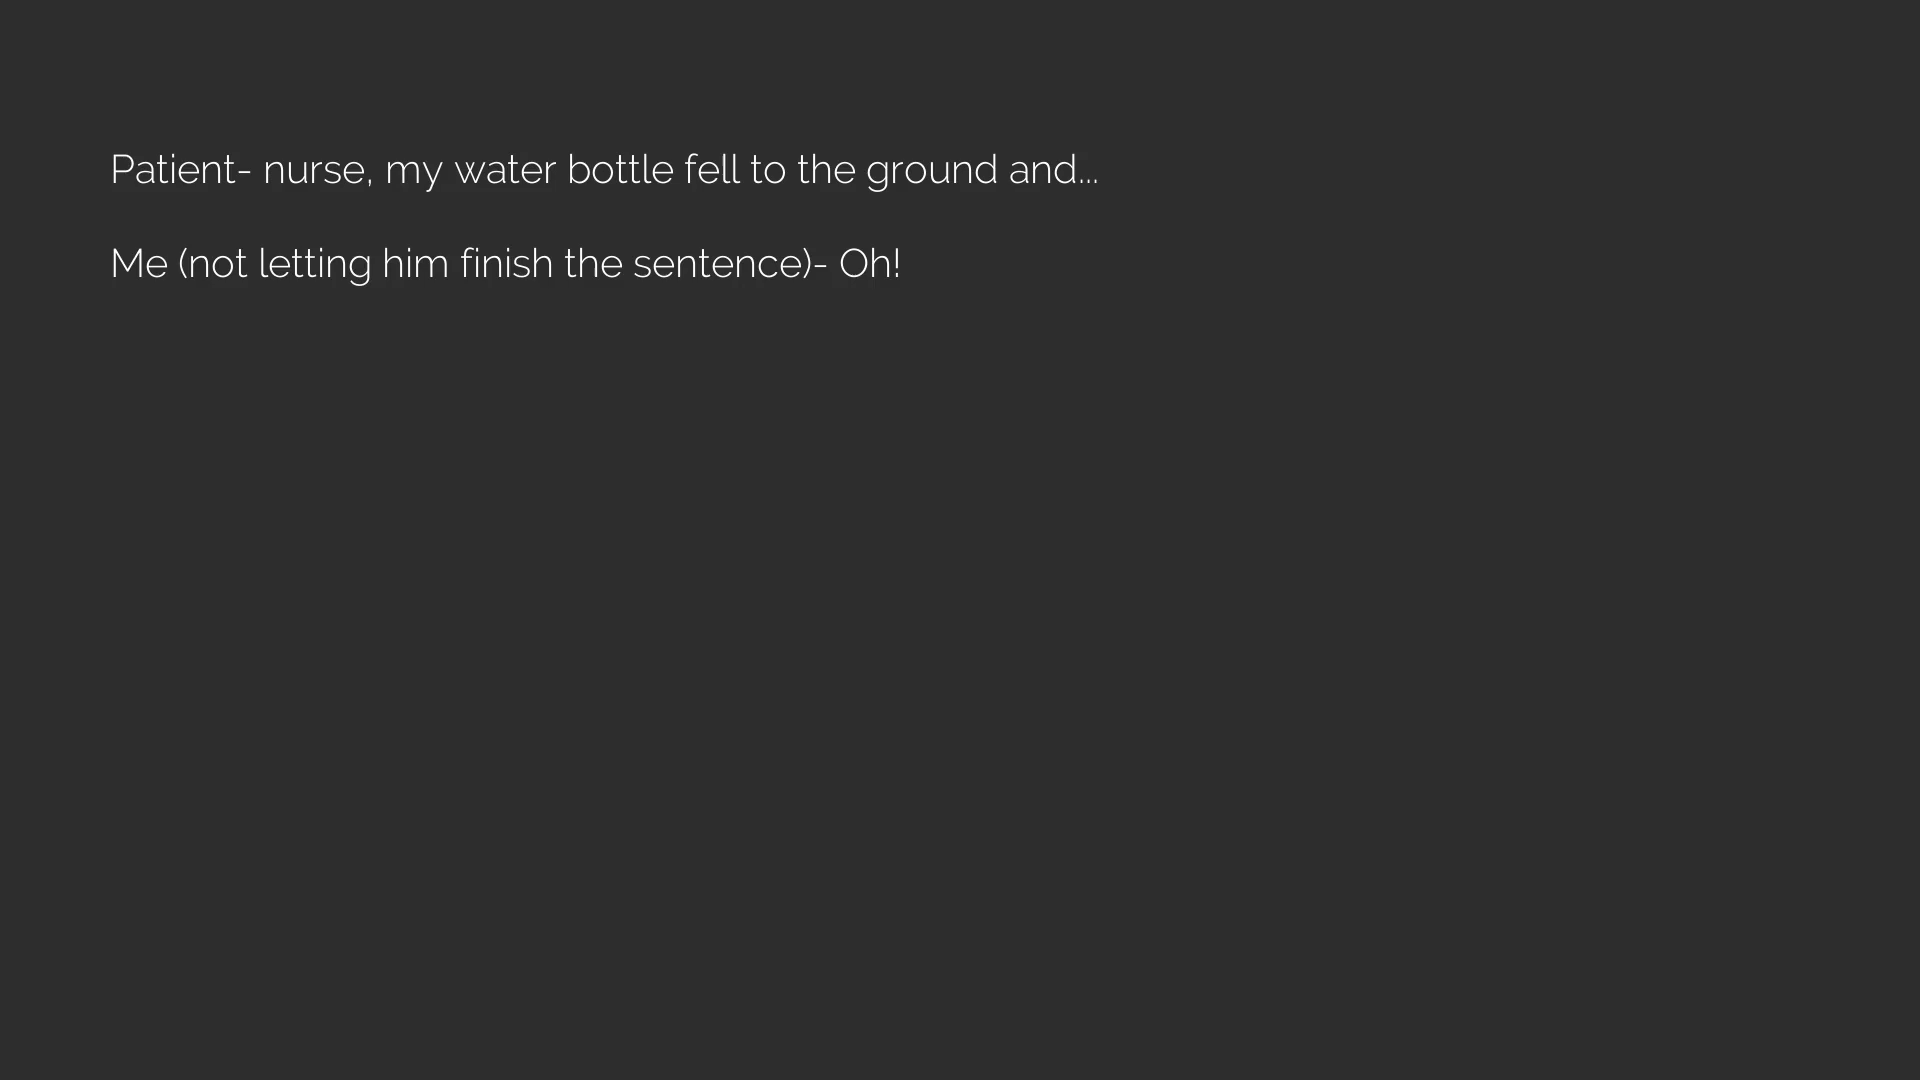 Patient- nurse, my water bottle fell to the ground and...
Me (not letting him finish the sentence)- Oh!